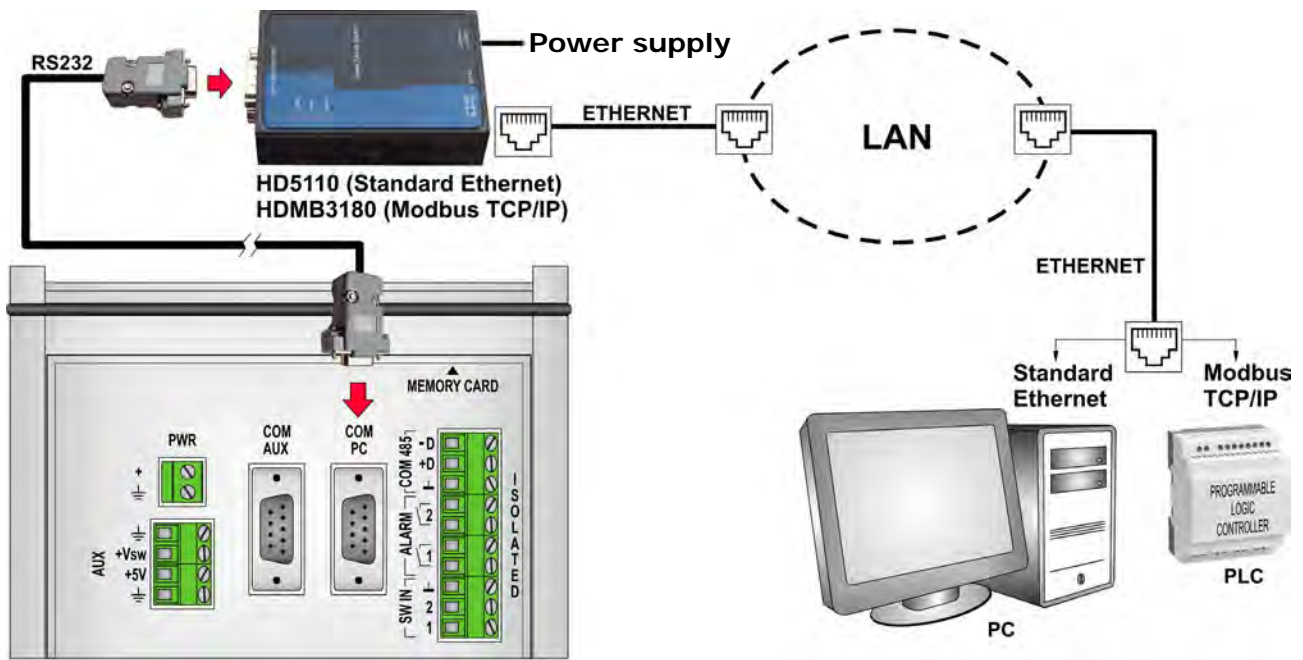 RS232
Power supply
ETHERNET
LAN
HD5110 (Standard Ethernet)
HDMB3180 (Modbus TCP/IP)
ETHERNET
Standard
Ethernet
Modbus
TCP/IP
MEMORY CARD
PWR
COM
AUX
COM
PC
+
AUX
+Vsw
+5V
COM 485
-D
+D
ALARM
2
1
SW IN
2
1
ISOLATED
PROGRAMMABLE
LOGIC
CONTROLLER
PLC
PC